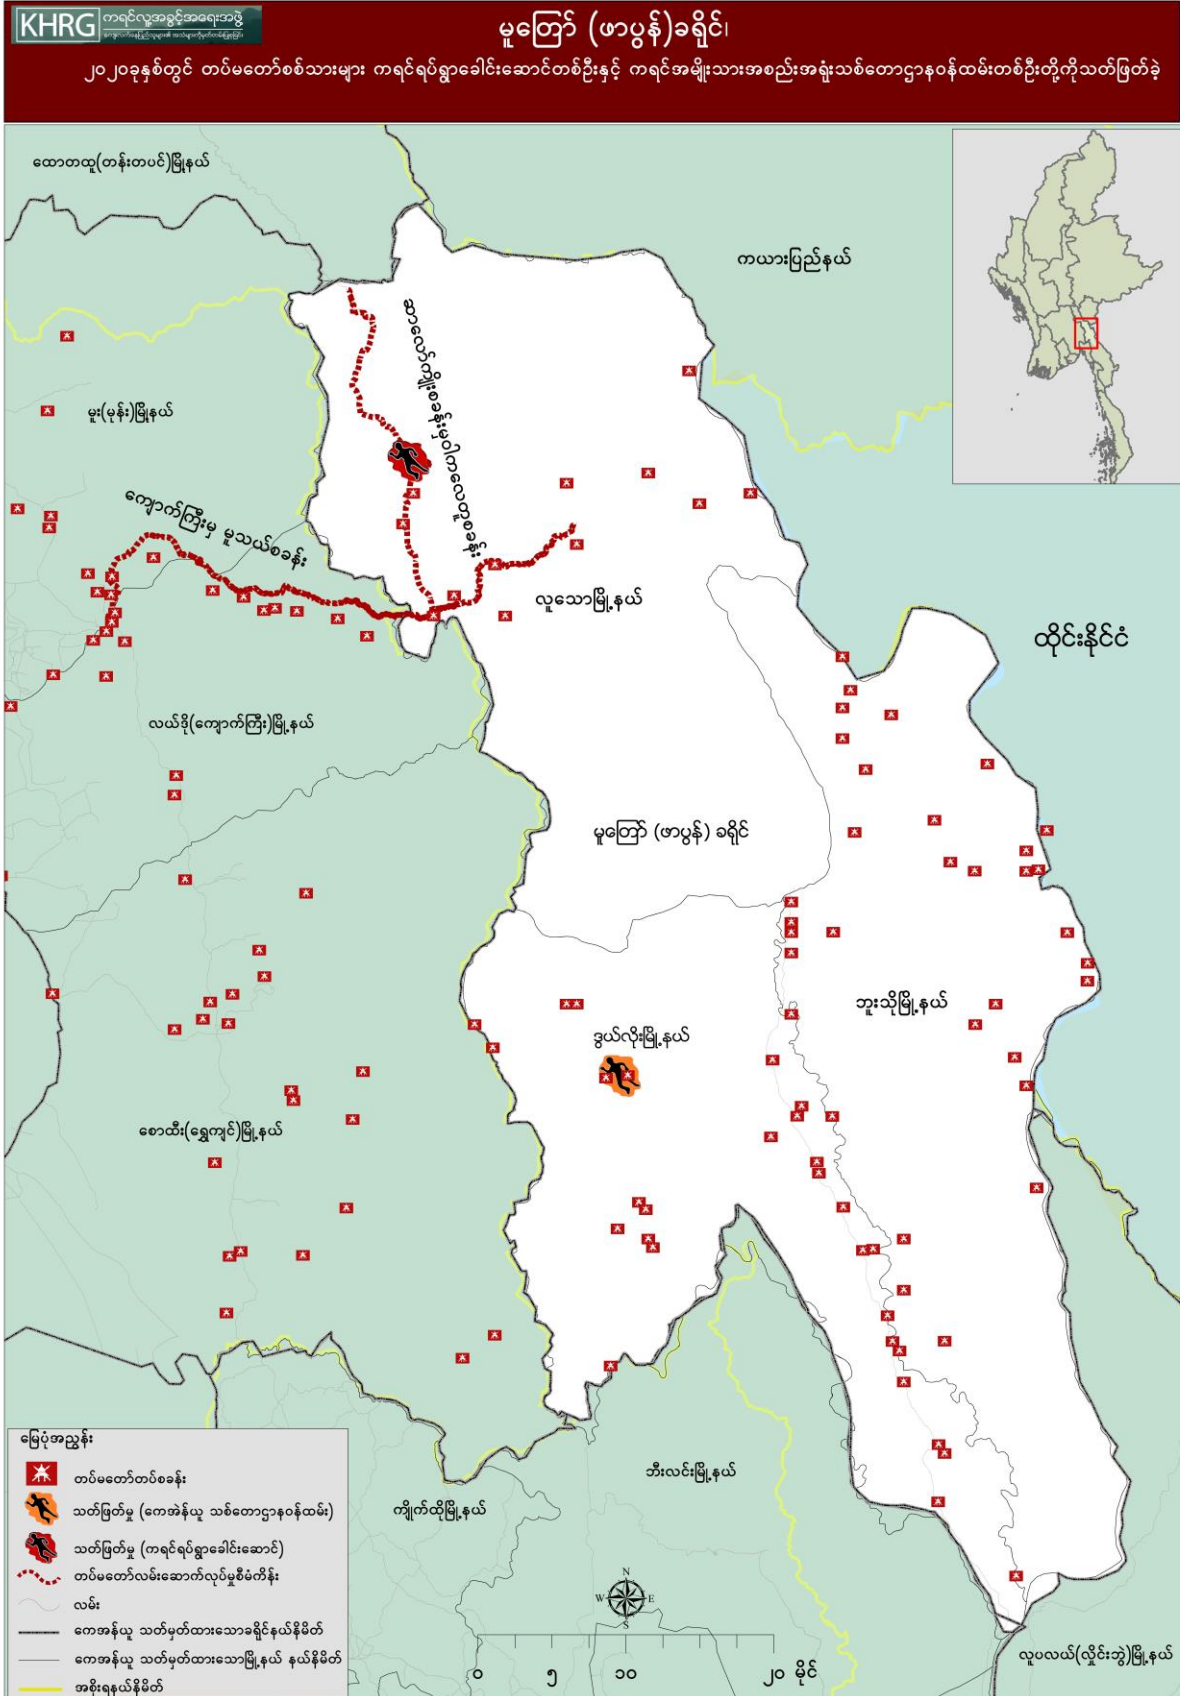 KHRG ကရင်လူ့အခွင့်အရေးအဖွဲ့
မူတြော် (ဖာပွန်)ခရိုင်၊
၂၀၂၀ခုနှစ်တွင် တပ်မတော်စစ်သားများ ကရင်ရပ်ရွာခေါင်းဆောင်တစ်ဦးနှင့် ကရင်အမျိုးသားအစည်းအရုံးသစ်တောဌာနဝန်ထမ်းတစ်ဦးတို့ကိုသတ်ဖြတ်ခဲ့
ထောတထူ(တန်းတပင်)မြို့နယ်
ကယားပြည်နယ်
ဆာလော်ကျိုးစခန်းမှဝါကလေတူစခန်း
မူး(မုန်း)မြို့နယ်
ကျောက်ကြီးမှ မူသယ်စခန်း
လူသောမြို့နယ်
ထိုင်းနိုင်ငံ
လယ်ဒို(ကျောက်ကြီး)မြို့နယ်
မူတြော် (ဖာပွန်) ခရိုင်
ဘူးသိုမြို့နယ်
ဒွယ်လိုးမြို့နယ်
စောထီး(ရွှေကျင်)မြို့နယ်
ဘီးလင်းမြို့နယ်
ကျိုက်ထိုမြို့နယ်
လူပလယ်(လှိုင်းဘွဲ)မြို့နယ်
မြေပုံအညွှန်း
တပ်မတော်တပ်စခန်း
သတ်ဖြတ်မှု (ကေအဲန်ယူ သစ်တောဌာနဝန်ထမ်း)
သတ်ဖြတ်မှု (ကရင်ရပ်ရွာခေါင်းဆောင်)
တပ်မတော်လမ်းဆောက်လုပ်မှုစီမံကိန်း
လမ်း
ကေအန်ယူ သတ်မှတ်ထားသောခရိုင်နယ်နိမိတ်
ကေအန်ယူ သတ်မှတ်ထားသောမြို့နယ် နယ်နိမိတ်
အစိုးရနယ်နိမိတ်
N
W E
S
၀ ၅ ၁၀ ၂၀ မိုင်